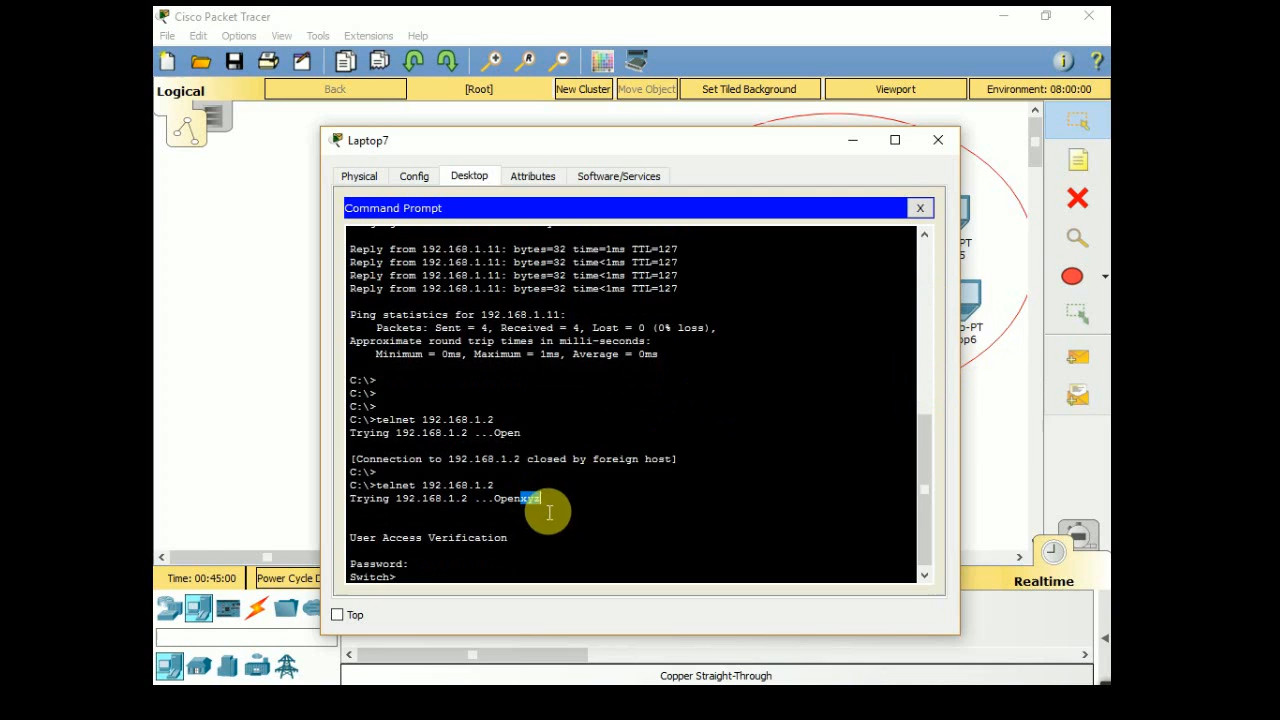 Cisco Packet Tracer
File Edit Options View Tools Extensions Help
Logical
Back
[Root]
New Cluster
Move Object
Set Tiled Background
Viewport
Environment: 08:00:00
Laptop7
Physical
Config
Desktop
Attributes
Software/Services
Command Prompt
X
Reply from 192.168.1.11: bytes=32 time=1ms TTL=127
Reply from 192.168.1.11: bytes=32 time<1ms TTL=127
Reply from 192.168.1.11: bytes=32 time<1ms TTL=127
Reply from 192.168.1.11: bytes=32 time<1ms TTL=127
Ping statistics for 192.168.1.11:
Packets: Sent = 4, Received = 4, Lost = 0 (0% loss),
Approximate round trip times in milli-seconds:
Minimum = 0ms, Maximum = 1ms, Average = 0ms
C:\>
C:\>
C:\>
C:\>telnet 192.168.1.2
Trying 192.168.1.2 ...Open
[Connection to 192.168.1.2 closed by foreign host]
C:\>
C:\>telnet 192.168.1.2
Trying 192.168.1.2 ...Openxyz
User Access Verification
Password:
Switch>
PT
5
o-PT
op6
Time: 00:45:00
Power Cycle D
Realtime
Top
Copper Straight-Through